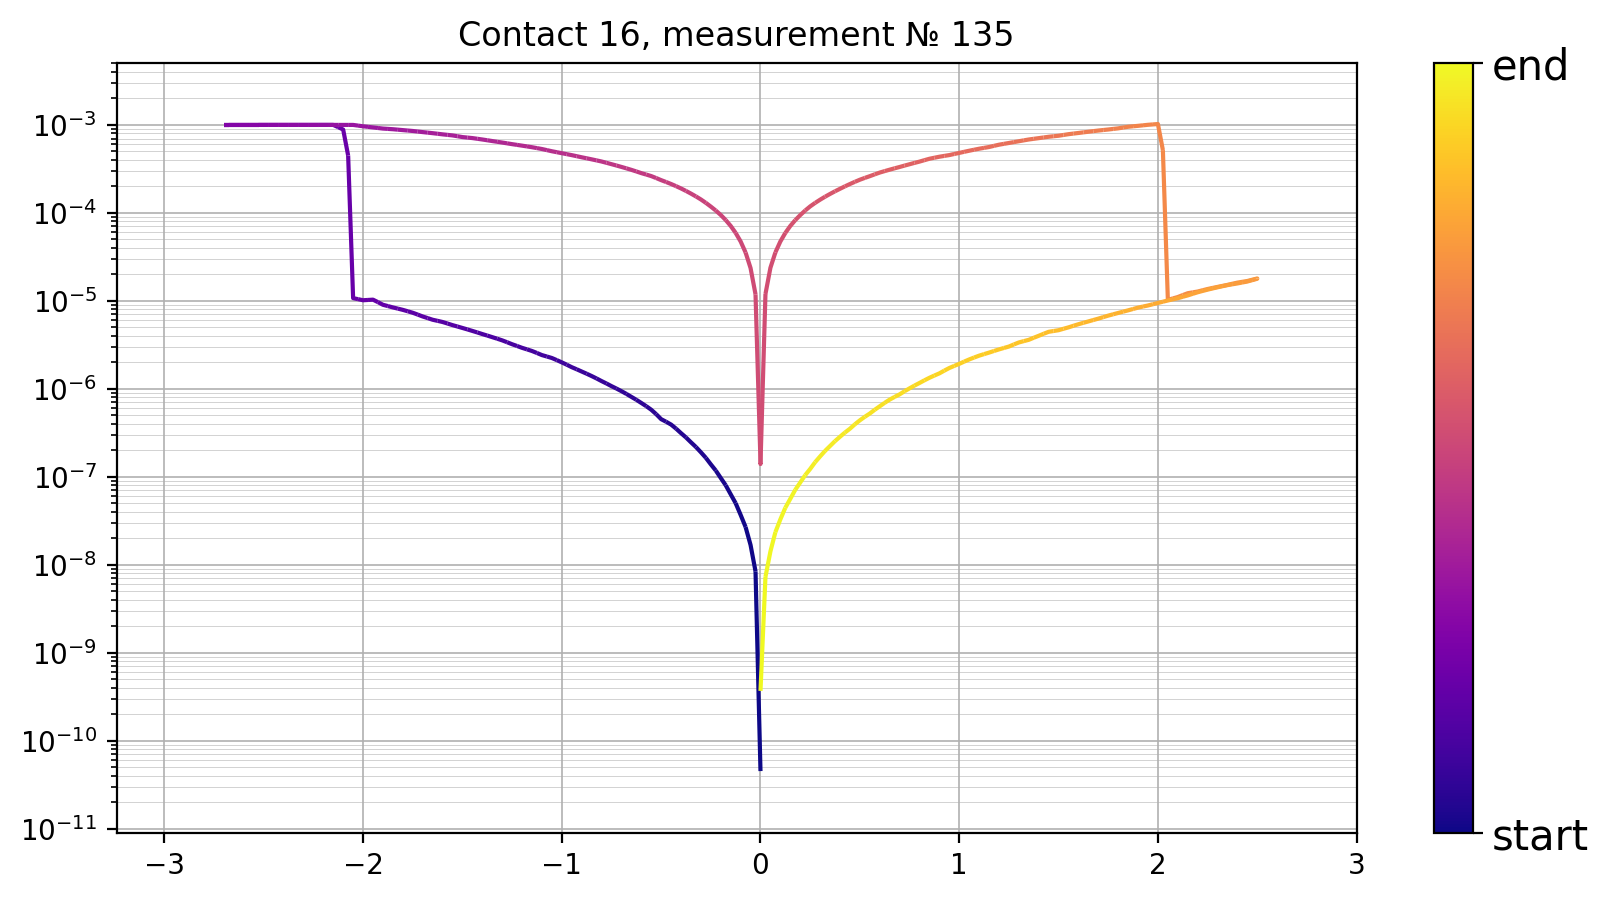 Contact 16, measurement № 135
10⁻³
10⁻⁴
10⁻⁵
10⁻⁶
10⁻⁷
10⁻⁸
10⁻⁹
10⁻¹⁰
10⁻¹¹
−3 −2 −1 0 1 2 3
end
start